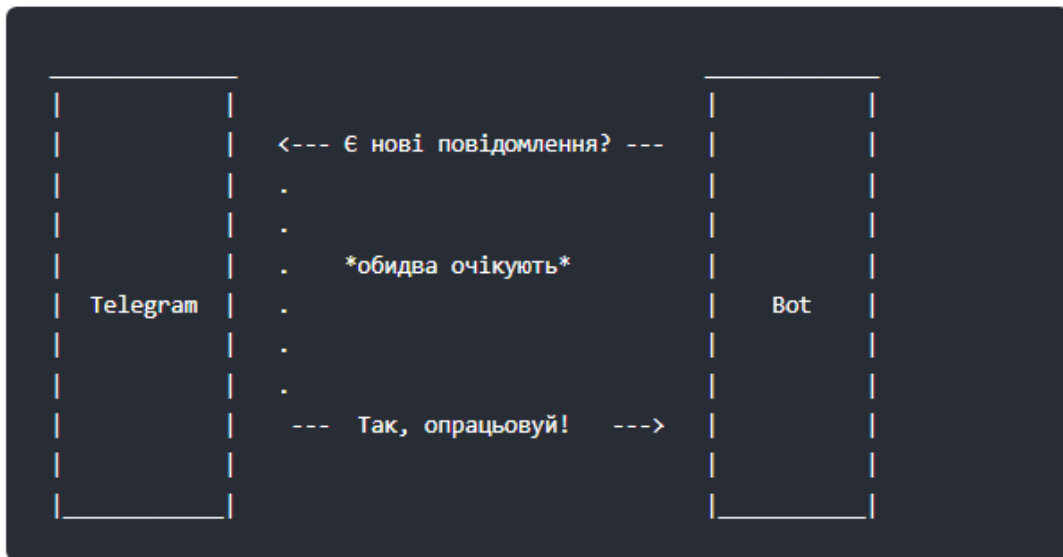 <--- Є нові повідомлення? ---
*обидва очікують*
Telegram
Bot
--- Так, опрацьовуй! --->